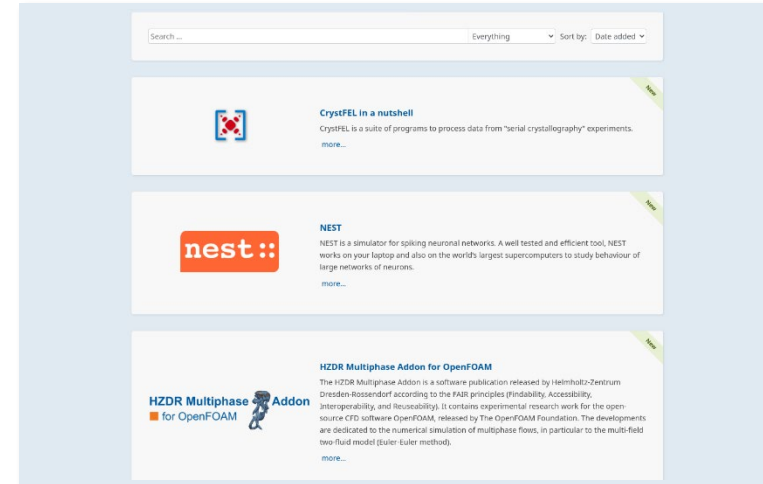 Search ...
Everything
Sort by:
Date added
New
CrystFEL in a nutshell
CrystFEL is a suite of programs to process data from "serial crystallography" experiments.
more...
New
nest::
NEST
NEST is a simulator for spiking neuronal networks. A well tested and efficient tool, NEST
works on your laptop and also on the world's largest supercomputers to study behaviour of
large networks of neurons.
more...
New
HZDR Multiphase Addon
for OpenFOAM
HZDR Multiphase Addon for OpenFOAM
The HZDR Multiphase Addon is a software publication released by Helmholtz-Zentrum
Dresden-Rossendorf according to the FAIR principles (Findability, Accessibility,
Interoperability, and Reuseability). It contains experimental research work for the open-
source CFD software OpenFOAM, released by The OpenFOAM Foundation. The developments
are dedicated to the numerical simulation of multiphase flows, in particular to the multi-field
two-fluid model (Euler-Euler method).
more...